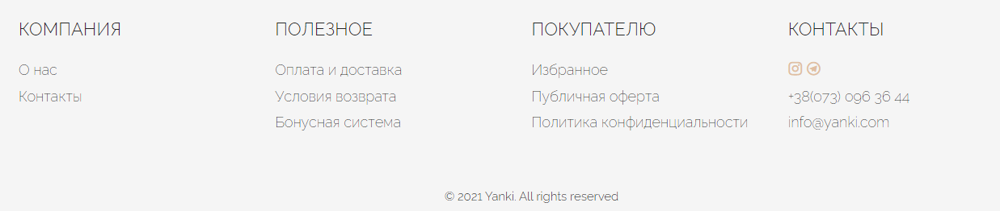 КОМПАНИЯ
О нас
Контакты
ПОЛЕЗНОЕ
Оплата и доставка
Условия возврата
Бонусная система
ПОКУПАТЕЛЮ
Избранное
Публичная оферта
Политика конфиденциальности
КОНТАКТЫ
+38(073) 096 36 44
info@yanki.com
© 2021 Yanki. All rights reserved